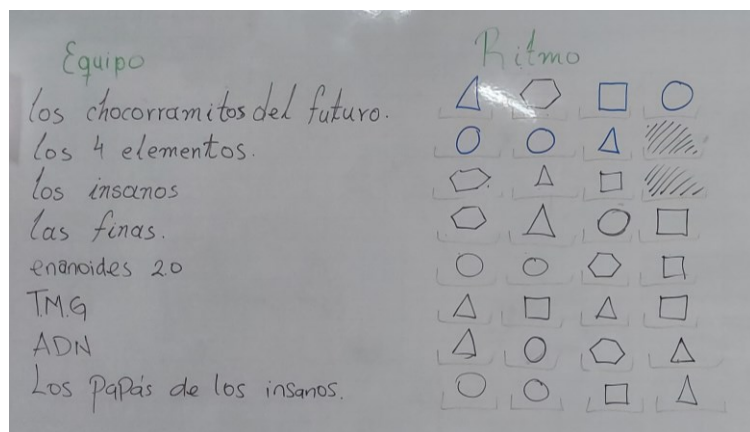 Equipo Ritmo
los chocorramitos del futuro.
los 4 elementos.
los insanos
las finas.
enanoides 2.0
T.M.G
ADN
Los papás de los insanos.